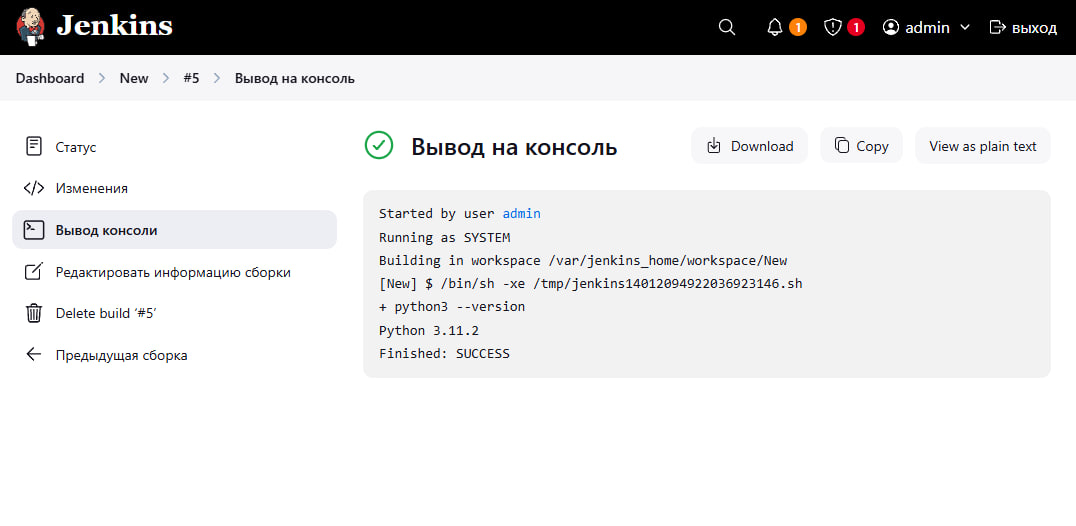 Jenkins
1
1
admin
выход
Dashboard
New
#5
Вывод на консоль
Статус
Изменения
Вывод консоли
Редактировать информацию сборки
Delete build ‘#5’
Предыдущая сборка
Вывод на консоль
Download
Copy
View as plain text
Started by user admin
Running as SYSTEM
Building in workspace /var/jenkins_home/workspace/New
[New] $ /bin/sh -xe /tmp/jenkins14012094922036923146.sh
+ python3 --version
Python 3.11.2
Finished: SUCCESS